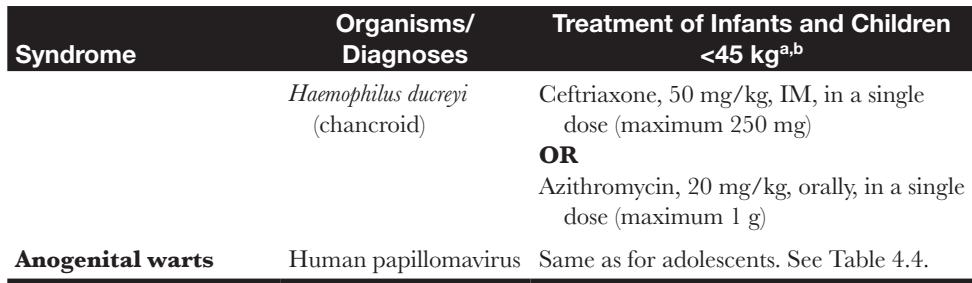 Syndrome
Organisms/
Diagnoses
Treatment of Infants and Children
<45 kga,b
Haemophilus ducreyi
(chancroid)
Ceftriaxone, 50 mg/kg, IM, in a single
dose (maximum 250 mg)
OR
Azithromycin, 20 mg/kg, orally, in a single
dose (maximum 1 g)
Anogenital warts
Human papillomavirus
Same as for adolescents. See Table 4.4.